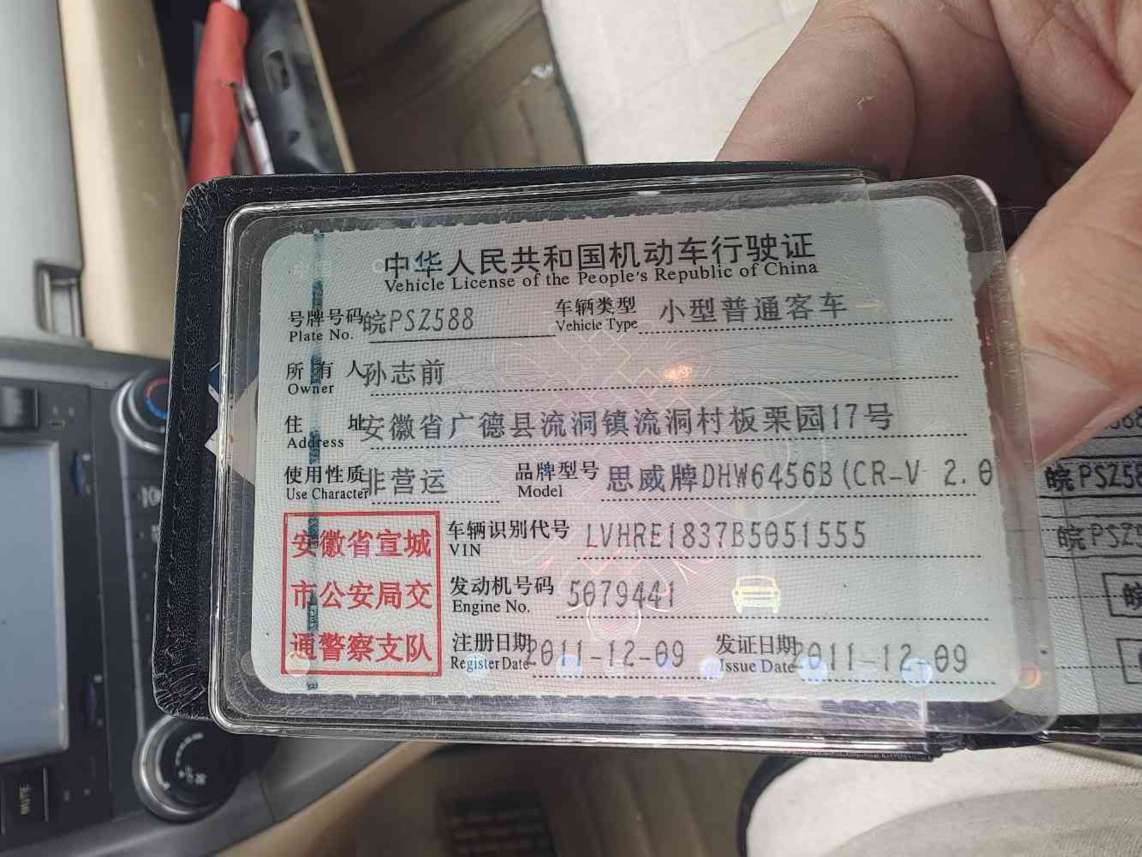 中华人民共和国机动车行驶证
Vehicle License of the People's Republic of China
号牌号码 皖PSZ588 车辆类型 小型普通客车
Plate No. Vehicle Type
所有人 孙志前
Owner
住址 安徽省广德县流洞镇流洞村板栗园17号
Address
使用性质 非营运 品牌型号 思威牌DHW6456B(CR-V 2.0
Use Character Model
安徽省宣城
市公安局交
通警察支队
车辆识别代号 LVHRE1837B5051555
VIN
发动机号码 5079441
Engine No.
注册日期 2011-12-09 发证日期 2011-12-09
Register Date Issue Date
皖PSZ58
皖PSZ5
MUTE